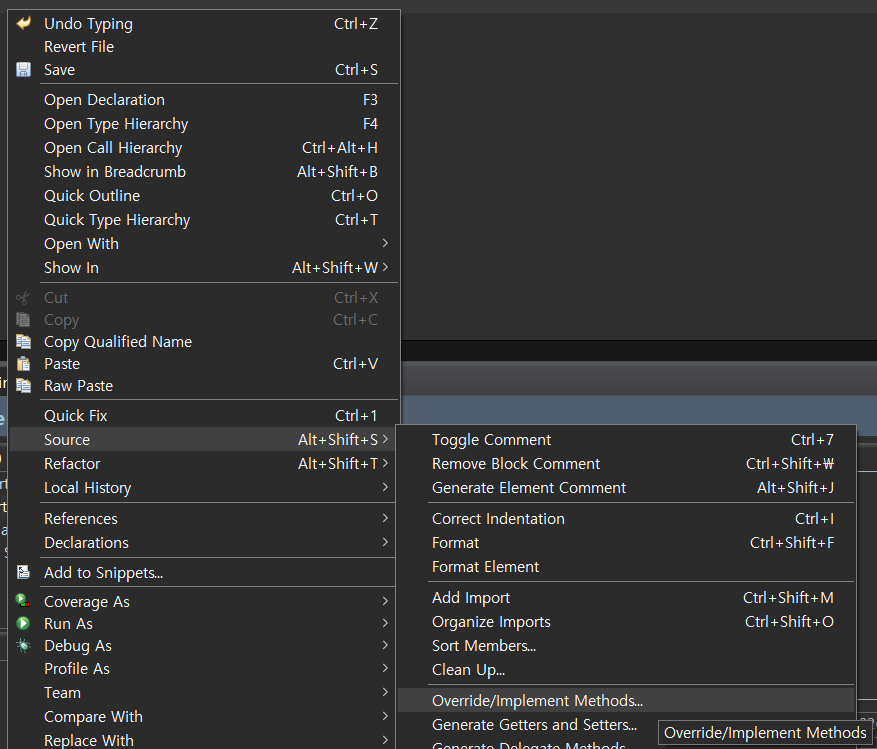 Undo Typing Ctrl+Z
Revert File
Save Ctrl+S
Open Declaration F3
Open Type Hierarchy F4
Open Call Hierarchy Ctrl+Alt+H
Show in Breadcrumb Alt+Shift+B
Quick Outline Ctrl+O
Quick Type Hierarchy Ctrl+T
Open With >
Show In Alt+Shift+W >
Cut Ctrl+X
Copy Ctrl+C
Copy Qualified Name
Paste Ctrl+V
Raw Paste
Quick Fix Ctrl+1
Source Alt+Shift+S >
Refactor Alt+Shift+T >
Local History >
References >
Declarations >
Add to Snippets...
Coverage As >
Run As >
Debug As >
Profile As >
Team >
Compare With >
Replace With >
Toggle Comment Ctrl+7
Remove Block Comment Ctrl+Shift+₩
Generate Element Comment Alt+Shift+J
Correct Indentation Ctrl+I
Format Ctrl+Shift+F
Format Element
Add Import Ctrl+Shift+M
Organize Imports Ctrl+Shift+O
Sort Members...
Clean Up...
Override/Implement Methods...
Generate Getters and Setters...
Override/Implement Methods
Generate Delegate Methods